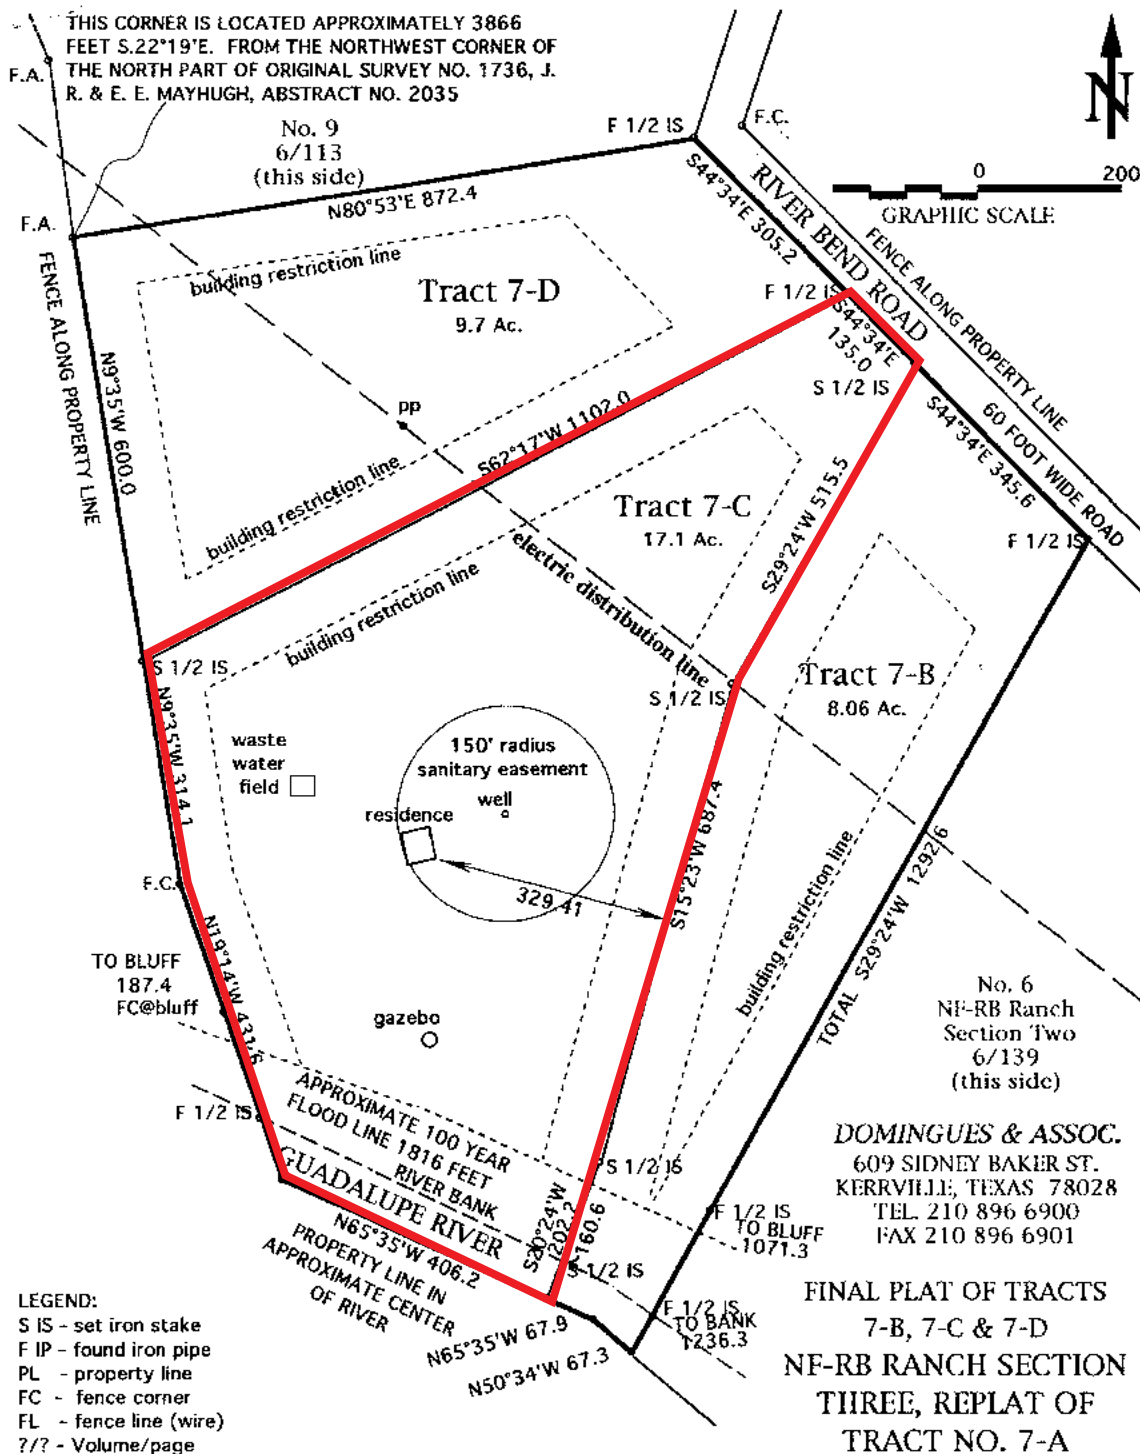 THIS CORNER IS LOCATED APPROXIMATELY 3866
FEET S.22°19'E. FROM THE NORTHWEST CORNER OF
THE NORTH PART OF ORIGINAL SURVEY NO. 1736, J.
R. & E. E. MAYHUGH, ABSTRACT NO. 2035
F.A.
No. 9
6/113
(this side)
F 1/2 IS
F.C.
N
0
200
GRAPHIC SCALE
F.A.
N80°53'E 872.4
S44°34'E 305.2
RIVER BEND ROAD
FENCE ALONG PROPERTY LINE
FENCE ALONG PROPERTY LINE
building restriction line
Tract 7-D
9.7 Ac.
F 1/2 IS
S44°34'E
135.0
S 1/2 IS
N9°35'W 600.0
pp
S62°17'W 1102.0
S44°34'E 345.6
60 FOOT WIDE ROAD
building restriction line
Tract 7-C
17.1 Ac.
S29°24'W 515.5
F 1/2 IS
electric distribution line
building restriction line
S 1/2 IS
S 1/2 IS
Tract 7-B
8.06 Ac.
N9°35'W 314.1
waste
water
field
150' radius
sanitary easement
well
residence
S15°23'W 687.4
F.C.
329.41
building restriction line
TOTAL S29°24'W 1292.6
N19°14'W 431.6
TO BLUFF
187.4
FC@bluff
gazebo
No. 6
NF-RB Ranch
Section Two
6/139
(this side)
F 1/2 IS
APPROXIMATE 100 YEAR
FLOOD LINE 1816 FEET
RIVER BANK
GUADALUPE RIVER
S 1/2 IS
S20°24'W
1202.2
160.6
S 1/2 IS
F 1/2 IS
TO BLUFF
1071.3
N65°35'W 406.2
PROPERTY LINE IN
APPROXIMATE CENTER
OF RIVER
N65°35'W 67.9
N50°34'W 67.3
F 1/2 IS
TO BANK
1236.3
DOMINGUES & ASSOC.
609 SIDNEY BAKER ST.
KERRVILLE, TEXAS 78028
TEL. 210 896 6900
FAX 210 896 6901
FINAL PLAT OF TRACTS
7-B, 7-C & 7-D
NF-RB RANCH SECTION
THREE, REPLAT OF
TRACT NO. 7-A
LEGEND:
S IS - set iron stake
F IP - found iron pipe
PL - property line
FC - fence corner
FL - fence line (wire)
?/? - Volume/page